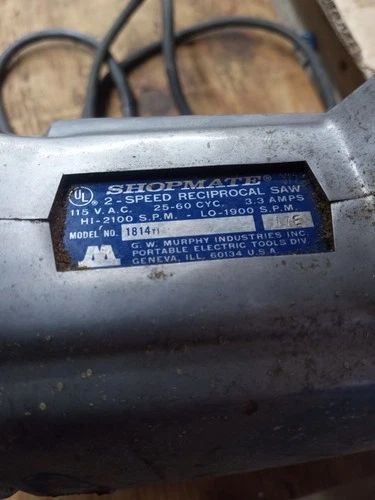 UL
SHOPMATE®
2-SPEED RECIPROCAL SAW
115 V.A.C. 25-60 CYC. 3.3 AMPS
HI-2100 S.P.M. - LO-1900 S.P.M.
MODEL NO. 1814
G. W. MURPHY INDUSTRIES INC.
PORTABLE ELECTRIC TOOLS DIV.
GENEVA, ILL. 60134 U.S.A.